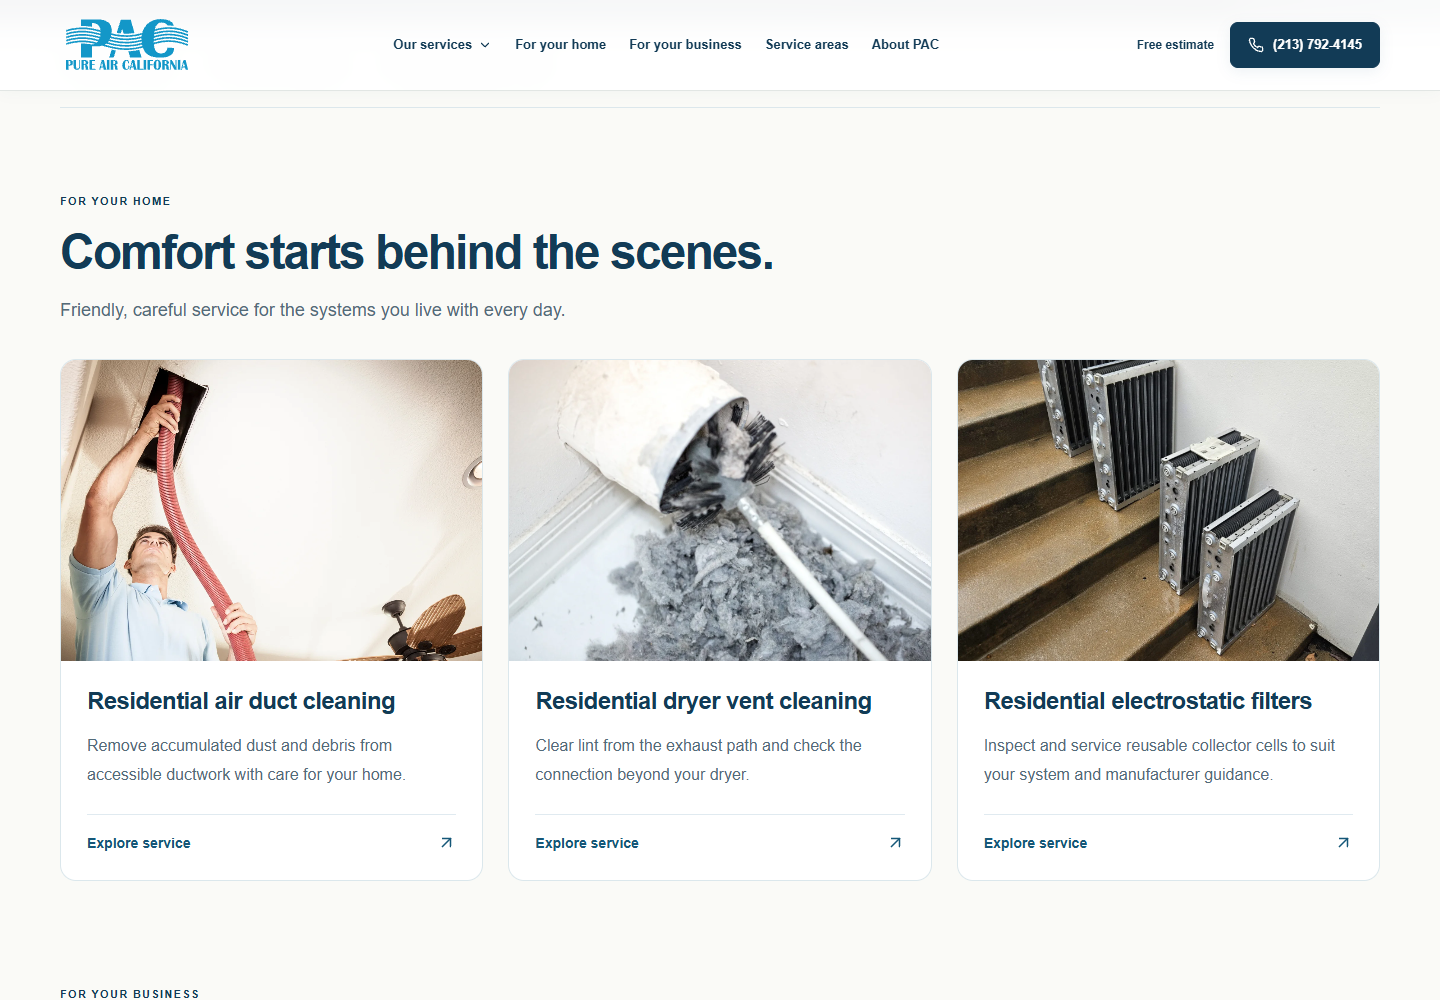 PAC
PURE AIR CALIFORNIA
Our services
For your home
For your business
Service areas
About PAC
Free estimate
(213) 792-4145
FOR YOUR HOME
Comfort starts behind the scenes.
Friendly, careful service for the systems you live with every day.
Residential air duct cleaning
Remove accumulated dust and debris from
accessible ductwork with care for your home.
Explore service
Residential dryer vent cleaning
Clear lint from the exhaust path and check the
connection beyond your dryer.
Explore service
Residential electrostatic filters
Inspect and service reusable collector cells to suit
your system and manufacturer guidance.
Explore service
FOR YOUR BUSINESS